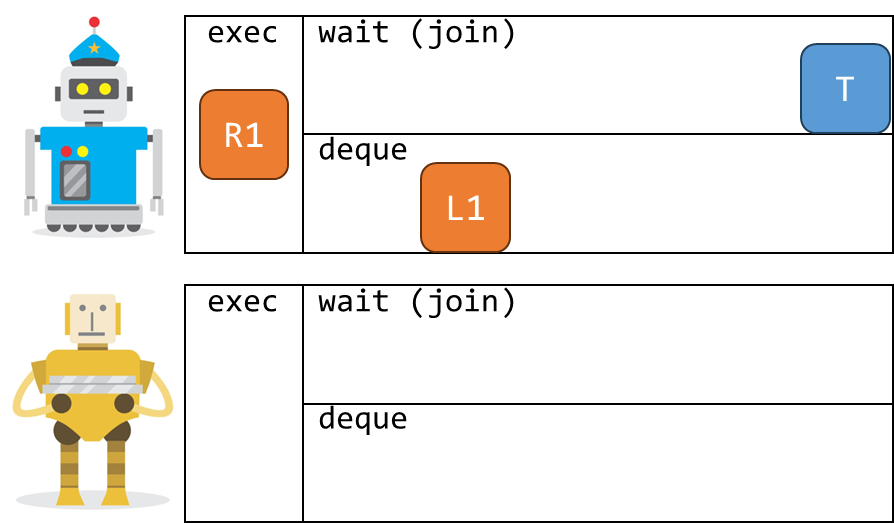 exec wait (join)
T
R1
deque
L1
exec wait (join)
deque